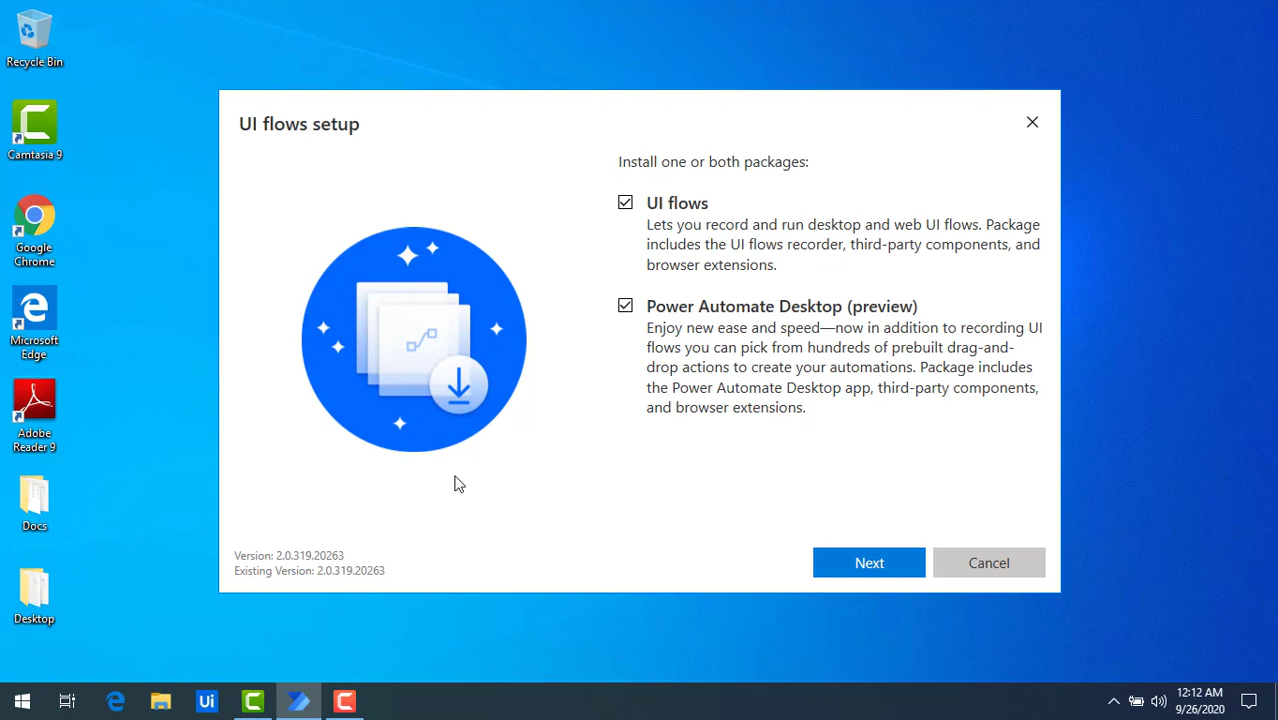 Recycle Bin
Camtasia 9
Google
Chrome
Microsoft
Edge
Adobe
Reader 9
Docs
Desktop
UI flows setup
Install one or both packages:
UI flows
Lets you record and run desktop and web UI flows. Package
includes the UI flows recorder, third-party components, and
browser extensions.
Power Automate Desktop (preview)
Enjoy new ease and speed—now in addition to recording UI
flows you can pick from hundreds of prebuilt drag-and-
drop actions to create your automations. Package includes
the Power Automate Desktop app, third-party components,
and browser extensions.
Version: 2.0.319.20263
Existing Version: 2.0.319.20263
Next
Cancel
Ui
12:12 AM
9/26/2020